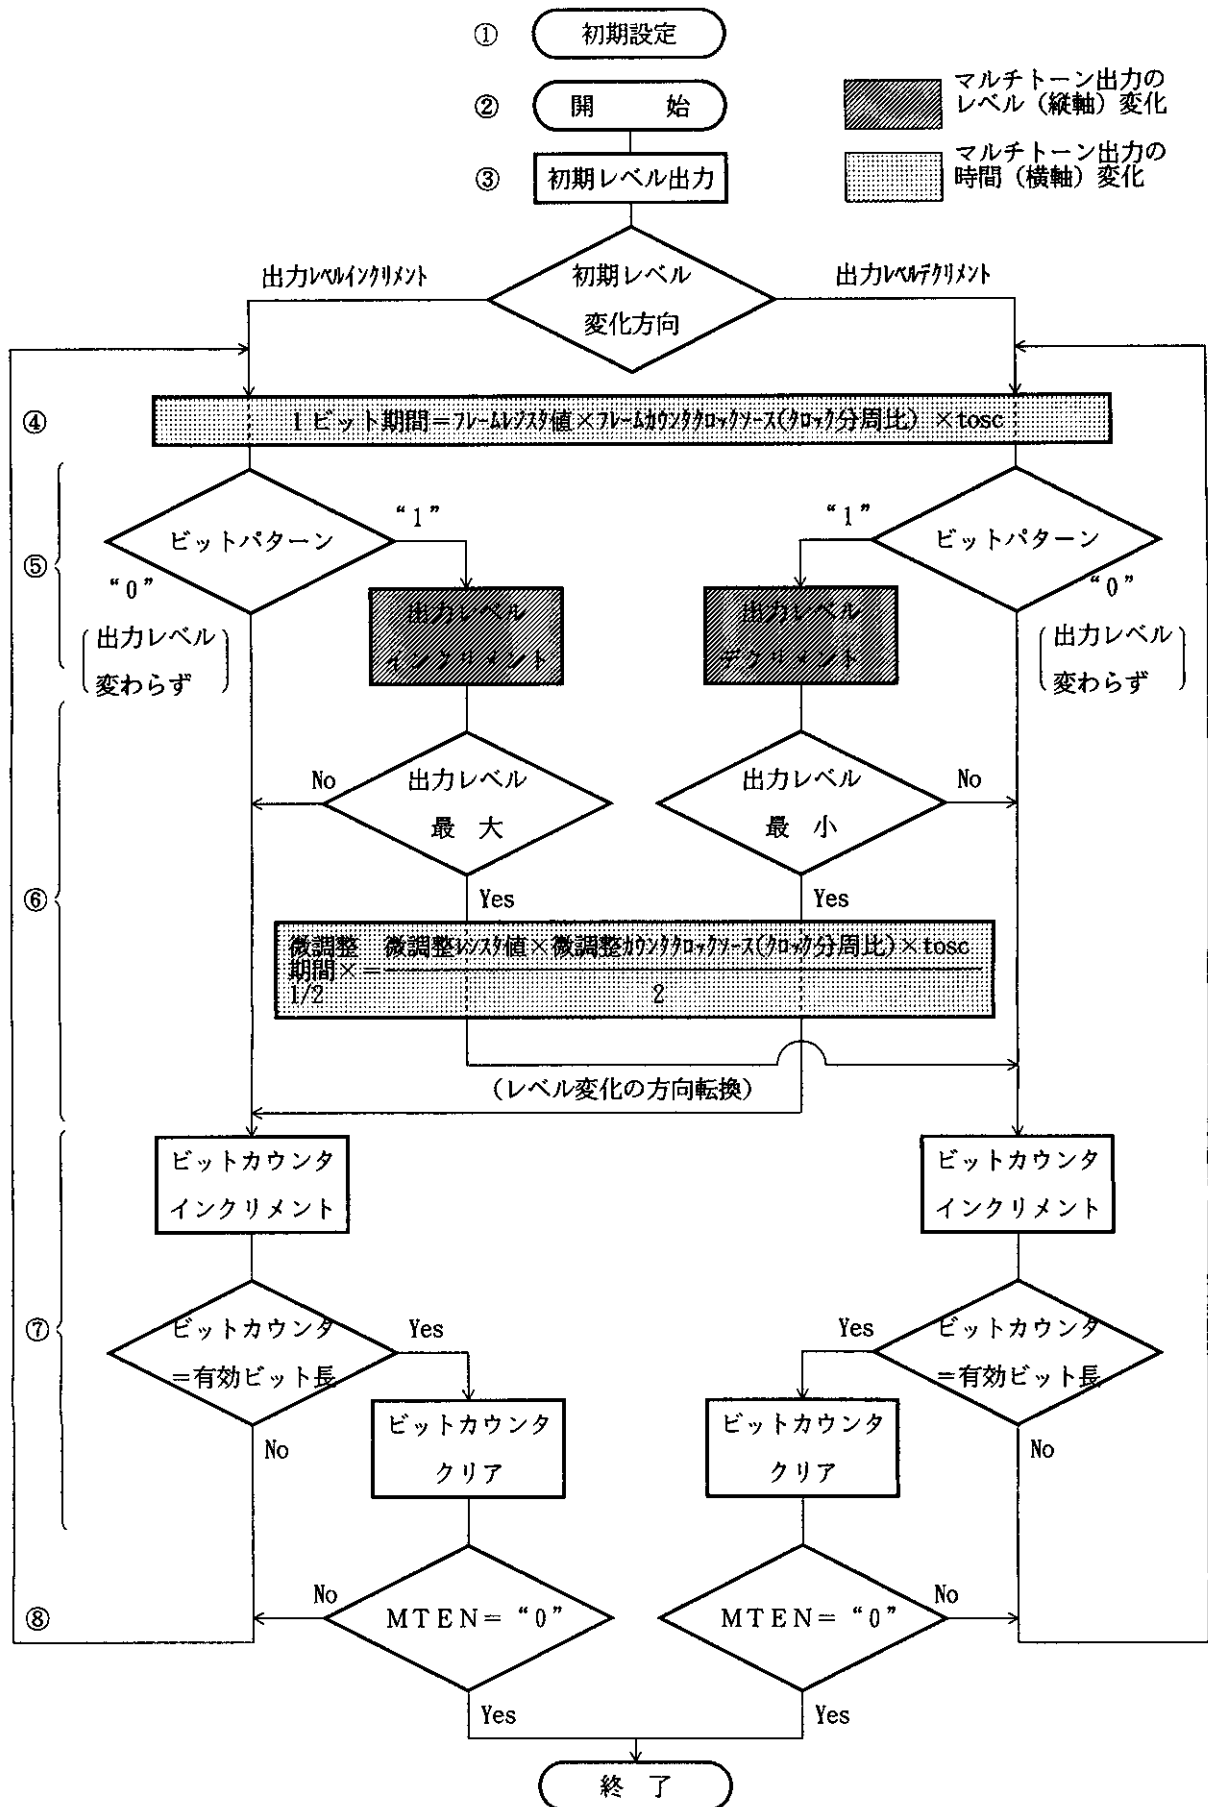 ① 初期設定
② 開 始
マルチトーン出力の
レベル（縦軸）変化
③ 初期レベル出力
マルチトーン出力の
時間（横軸）変化
出力レベルインクリメント
初期レベル
変化方向
出力レベルデクリメント
④ 1ビット期間＝フレームレジスタ値×フレームカウンタクロックソース(クロック分周比) ×tosc
⑤
ビットパターン
“1”
“0”
出力レベル
変わらず
出力レベル
インクリメント
“1”
ビットパターン
“0”
出力レベル
変わらず
出力レベル
デクリメント
⑥
No
出力レベル
最 大
Yes
出力レベル
最 小
No
Yes
微調整
期間×＝
1/2
微調整レジスタ値×微調整カウンタクロックソース(クロック分周比)×tosc
2
（レベル変化の方向転換）
⑦
ビットカウンタ
インクリメント
ビットカウンタ
インクリメント
ビットカウンタ
＝有効ビット長
Yes
No
ビットカウンタ
クリア
Yes
ビットカウンタ
＝有効ビット長
No
ビットカウンタ
クリア
⑧
No
MTEN＝“0”
Yes
MTEN＝“0”
No
Yes
終 了